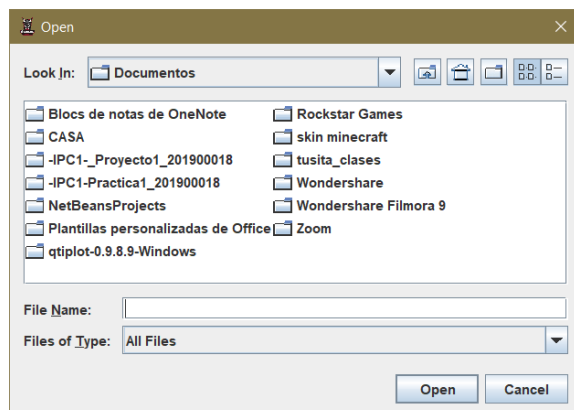 Open
Look In: Documentos
Blocs de notas de OneNote
CASA
-IPC1-_Proyecto1_201900018
-IPC1-Practica1_201900018
NetBeansProjects
Plantillas personalizadas de Office
qtiplot-0.9.8.9-Windows
Rockstar Games
skin minecraft
tusita_clases
Wondershare
Wondershare Filmora 9
Zoom
File Name:
Files of Type: All Files
Open Cancel